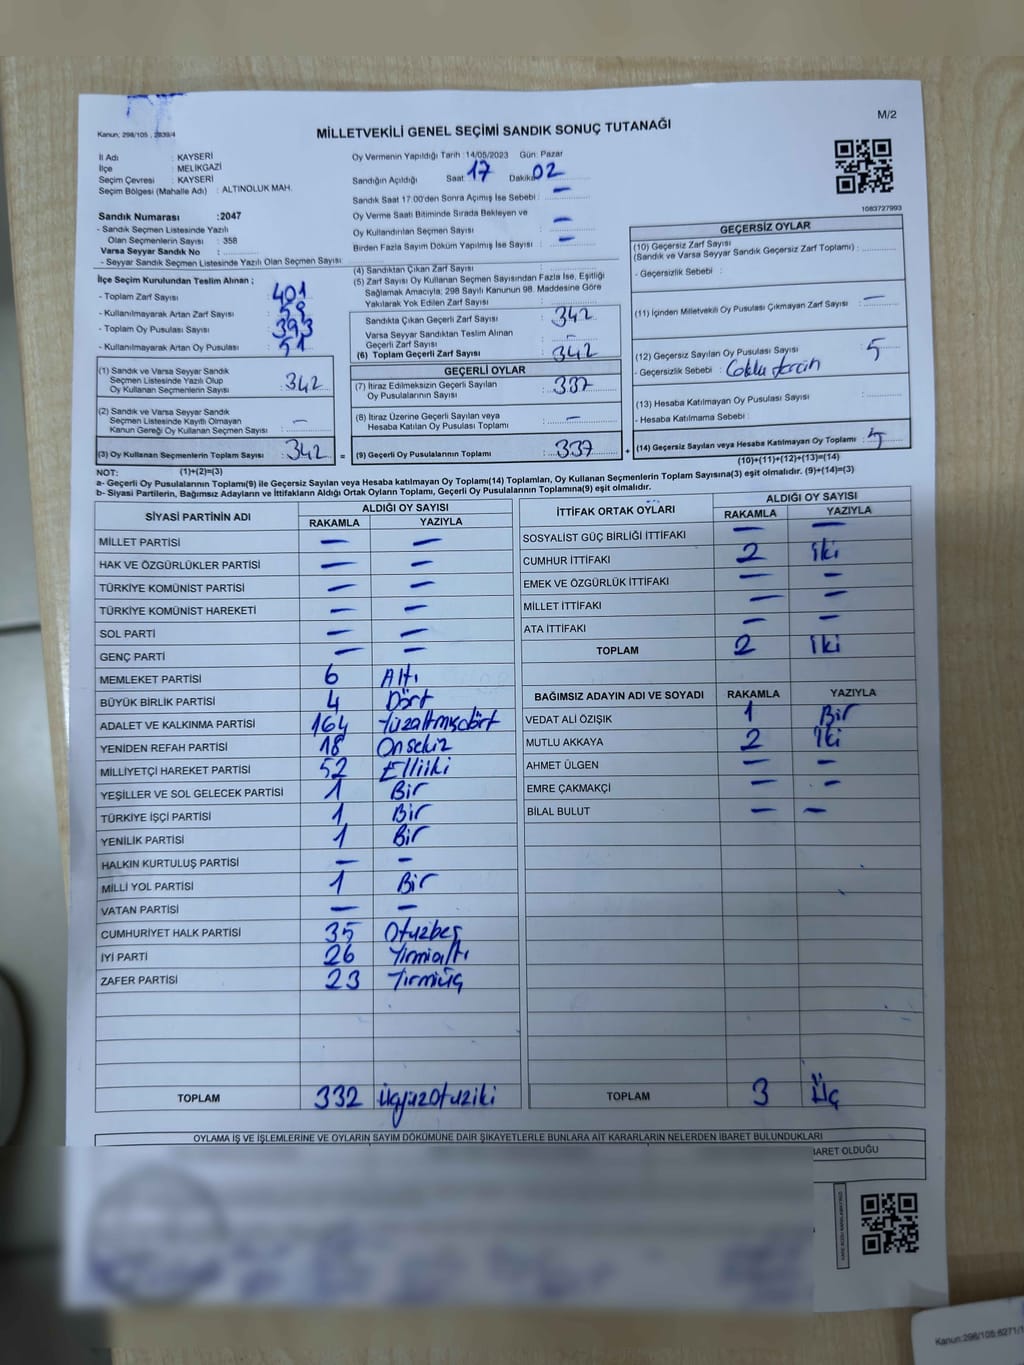 M/2
Kanun; 298/105 , 2839/4
MİLLETVEKİLİ GENEL SEÇİMİ SANDIK SONUÇ TUTANAĞI
İl Adı : KAYSERİ
İlçe : MELİKGAZİ
Seçim Çevresi : KAYSERİ
Seçim Bölgesi (Mahalle Adı) : ALTINOLUK MAH.
Sandık Numarası :2047
- Sandık Seçmen Listesinde Yazılı
Olan Seçmenlerin Sayısı : 358
Varsa Seyyar Sandık No :
- Seyyar Sandık Seçmen Listesinde Yazılı Olan Seçmen Sayısı:
İlçe Seçim Kurulundan Teslim Alınan ;
- Toplam Zarf Sayısı : 401
- Kullanılmayarak Artan Zarf Sayısı : 59
- Toplam Oy Pusulası Sayısı : 393
- Kullanılmayarak Artan Oy Pusulası : 51
(1) Sandık ve Varsa Seyyar Sandık
Seçmen Listesinde Yazılı Olup
Oy Kullanan Seçmenlerin Sayısı : 342
(2) Sandık ve Varsa Seyyar Sandık
Seçmen Listesinde Kayıtlı Olmayan
Kanun Gereği Oy Kullanan Seçmen Sayısı : —
(3) Oy Kullanan Seçmenlerin Toplam Sayısı : 342 =
Oy Vermenin Yapıldığı Tarih :14/05/2023 Gün: Pazar
Sandığın Açıldığı Saat :17 Dakika: 02
Sandık Saat 17.00'den Sonra Açılmış İse Sebebi : —
Oy Verme Saati Bitiminde Sırada Bekleyen ve
Oy Kullandırılan Seçmen Sayısı : —
Birden Fazla Sayım Döküm Yapılmış İse Sayısı : —
(4) Sandıktan Çıkan Zarf Sayısı :
(5) Zarf Sayısı Oy Kullanan Seçmen Sayısından Fazla İse, Eşitliği
Sağlamak Amacıyla; 298 Sayılı Kanunun 98. Maddesine Göre
Yakılarak Yok Edilen Zarf Sayısı :
Sandıkta Çıkan Geçerli Zarf Sayısı : 342
Varsa Seyyar Sandıktan Teslim Alınan
Geçerli Zarf Sayısı : —
(6) Toplam Geçerli Zarf Sayısı : 342
GEÇERLİ OYLAR
(7) İtiraz Edilmeksizin Geçerli Sayılan
Oy Pusulalarının Sayısı : 337
(8) İtiraz Üzerine Geçerli Sayılan veya
Hesaba Katılan Oy Pusulası Toplamı : —
(9) Geçerli Oy Pusulalarının Toplamı : 337 +
1083727993
GEÇERSİZ OYLAR
(10) Geçersiz Zarf Sayısı
(Sandık ve Varsa Seyyar Sandık Geçersiz Zarf Toplamı) :
- Geçersizlik Sebebi :
(11) İçinden Milletvekili Oy Pusulası Çıkmayan Zarf Sayısı : —
(12) Geçersiz Sayılan Oy Pusulası Sayısı : 5
- Geçersizlik Sebebi : Çoklu tercih
(13) Hesaba Katılmayan Oy Pusulası Sayısı :
- Hesaba Katılmama Sebebi :
(14) Geçersiz Sayılan veya Hesaba Katılmayan Oy Toplamı : 5
(10)+(11)+(12)+(13)=(14)
NOT: (1)+(2)=(3)
a- Geçerli Oy Pusulalarının Toplamı(9) ile Geçersiz Sayılan veya Hesaba katılmayan Oy Toplamı(14) Toplamları, Oy Kullanan Seçmenlerin Toplam Sayısına(3) eşit olmalıdır. (9)+(14)=(3)
b- Siyasi Partilerin, Bağımsız Adayların ve İttifakların Aldığı Ortak Oyların Toplamı, Geçerli Oy Pusulalarının Toplamına(9) eşit olmalıdır.
SİYASİ PARTİNİN ADI ALDIĞI OY SAYISI
RAKAMLA YAZIYLA
MİLLET PARTİSİ — —
HAK VE ÖZGÜRLÜKLER PARTİSİ — —
TÜRKİYE KOMÜNİST PARTİSİ — —
TÜRKİYE KOMÜNİST HAREKETİ — —
SOL PARTİ — —
GENÇ PARTİ — —
MEMLEKET PARTİSİ 6 Altı
BÜYÜK BİRLİK PARTİSİ 4 Dört
ADALET VE KALKINMA PARTİSİ 164 Yüzaltmışdört
YENİDEN REFAH PARTİSİ 18 Onsekiz
MİLLİYETÇİ HAREKET PARTİSİ 52 Elliiki
YEŞİLLER VE SOL GELECEK PARTİSİ 1 Bir
TÜRKİYE İŞÇİ PARTİSİ 1 Bir
YENİLİK PARTİSİ 1 Bir
HALKIN KURTULUŞ PARTİSİ — —
MİLLİ YOL PARTİSİ 1 Bir
VATAN PARTİSİ — —
CUMHURİYET HALK PARTİSİ 35 Otuzbeş
İYİ PARTİ 26 Yirmialtı
ZAFER PARTİSİ 23 Yirmiüç
TOPLAM 332 Üçyüzotuziki
İTTİFAK ORTAK OYLARI ALDIĞI OY SAYISI
RAKAMLA YAZIYLA
SOSYALİST GÜÇ BİRLİĞİ İTTİFAKI — —
CUMHUR İTTİFAKI 2 iki
EMEK VE ÖZGÜRLÜK İTTİFAKI — —
MİLLET İTTİFAKI — —
ATA İTTİFAKI — —
TOPLAM 2 İki
BAĞIMSIZ ADAYIN ADI VE SOYADI RAKAMLA YAZIYLA
VEDAT ALİ ÖZIŞIK 1 Bir
MUTLU AKKAYA 2 İki
AHMET ÜLGEN — —
EMRE ÇAKMAKÇİ — —
BİLAL BULUT — —
TOPLAM 3 Üç
OYLAMA İŞ VE İŞLEMLERİNE VE OYLARIN SAYIM DÖKÜMÜNE DAİR ŞİKAYETLERLE BUNLARA AİT KARARLARIN NELERDEN İBARET BULUNDUKLARI
BARET OLDUĞU